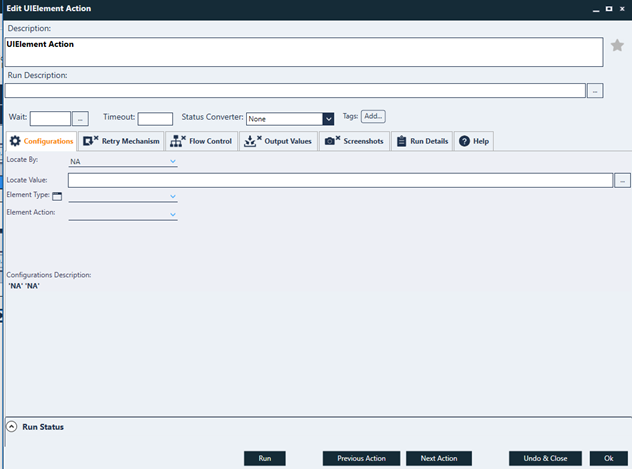 Edit UIElement Action
Description:
UIElement Action
Run Description:
...
Wait: ... Timeout: Status Converter: None Tags: Add...
Configurations Retry Mechanism Flow Control Output Values Screenshots Run Details ? Help
Locate By: NA
Locate Value: ...
Element Type:
Element Action:
Configurations Description:
'NA' 'NA'
Run Status
Run Previous Action Next Action Undo & Close Ok